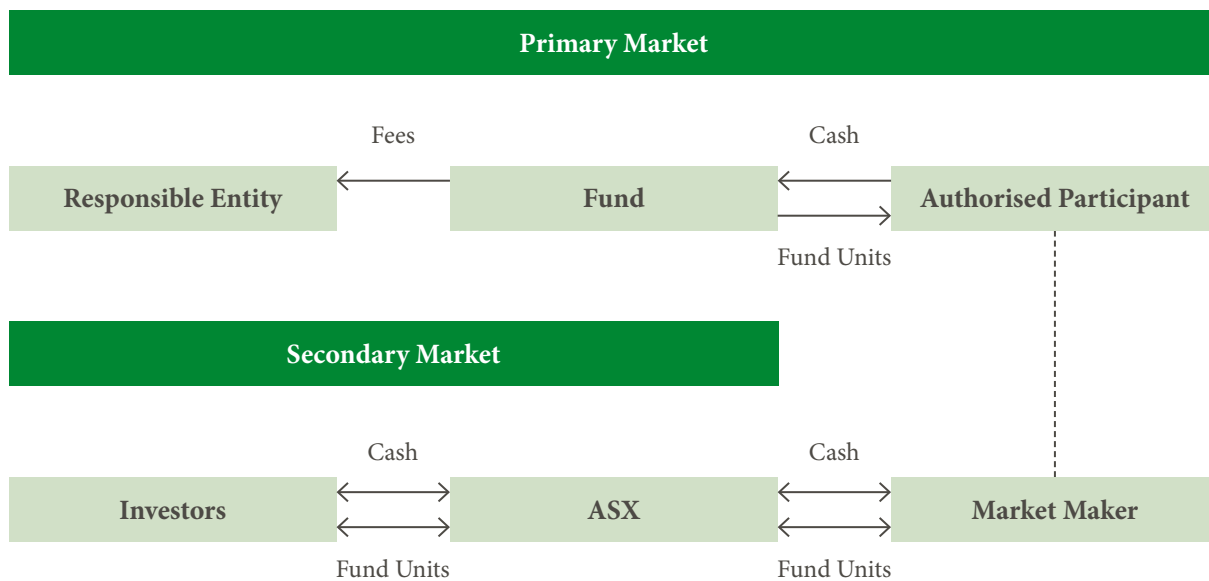 Primary Market
Fees
Cash
Responsible Entity
Fund
Authorised Participant
Fund Units
Secondary Market
Cash
Cash
Investors
ASX
Market Maker
Fund Units
Fund Units